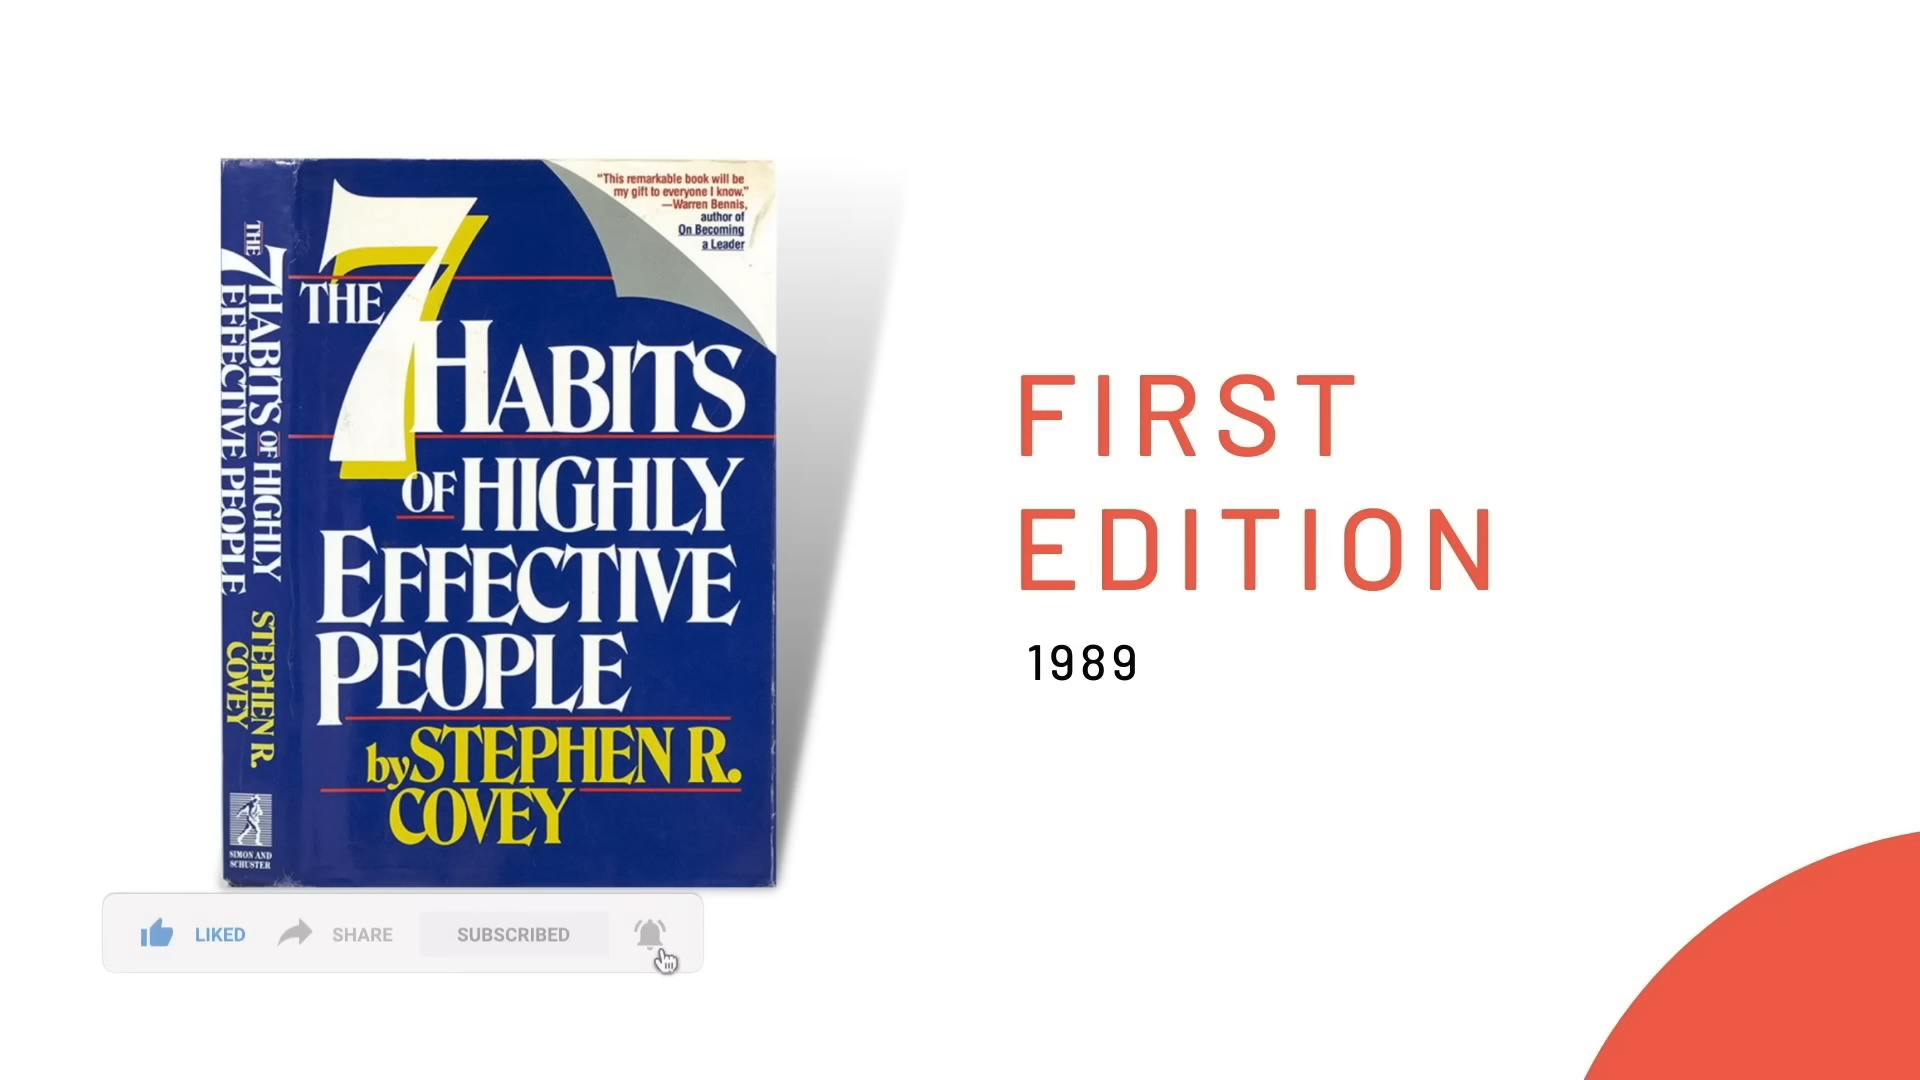 THE
7 HABITS OF HIGHLY
EFFECTIVE PEOPLE
STEPHEN R.
COVEY
SIMON AND
SCHUSTER
"This remarkable book will be
my gift to everyone I know."
—Warren Bennis,
author of
On Becoming
a Leader
THE 7 HABITS
OF HIGHLY
EFFECTIVE
PEOPLE
by STEPHEN R.
COVEY
FIRST
EDITION
1989
LIKED SHARE SUBSCRIBED